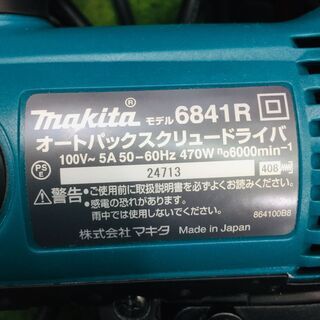 makita® モデル 6841R
オートパックスクリュードライバ
100V~ 5A 50-60Hz 470W n₀6000min⁻¹
PS E 24713 408
⚠警告・ご使用前に取扱説明書を必ずよくお読みください。
・感電の恐れがあります。
雨中では使用しないでください。
864100B8
株式会社 マキタ Made in Japan